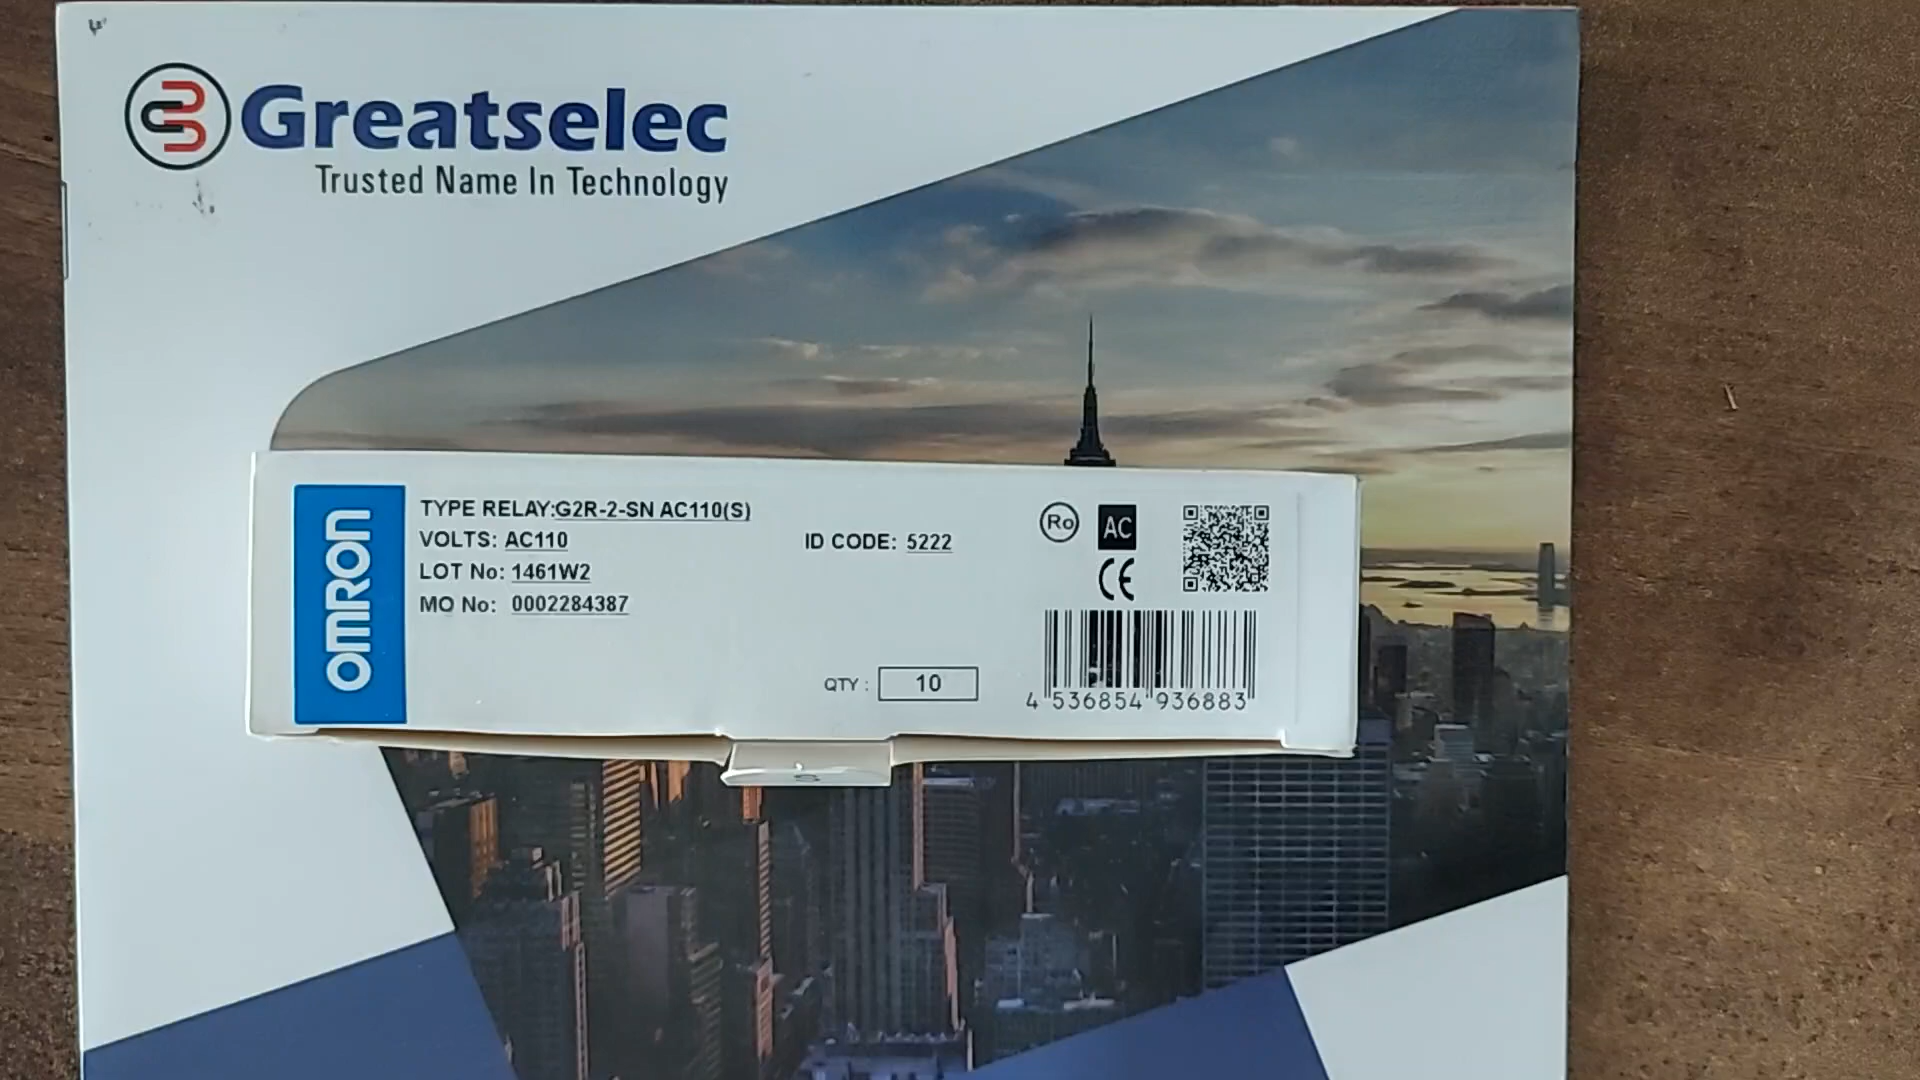 Greatselec
Trusted Name In Technology
OMRON
TYPE RELAY:G2R-2-SN AC110(S)
VOLTS: AC110
ID CODE: 5222
LOT No: 1461W2
MO No: 0002284387
Ro
AC
CE
QTY : 10
4 536854 936883